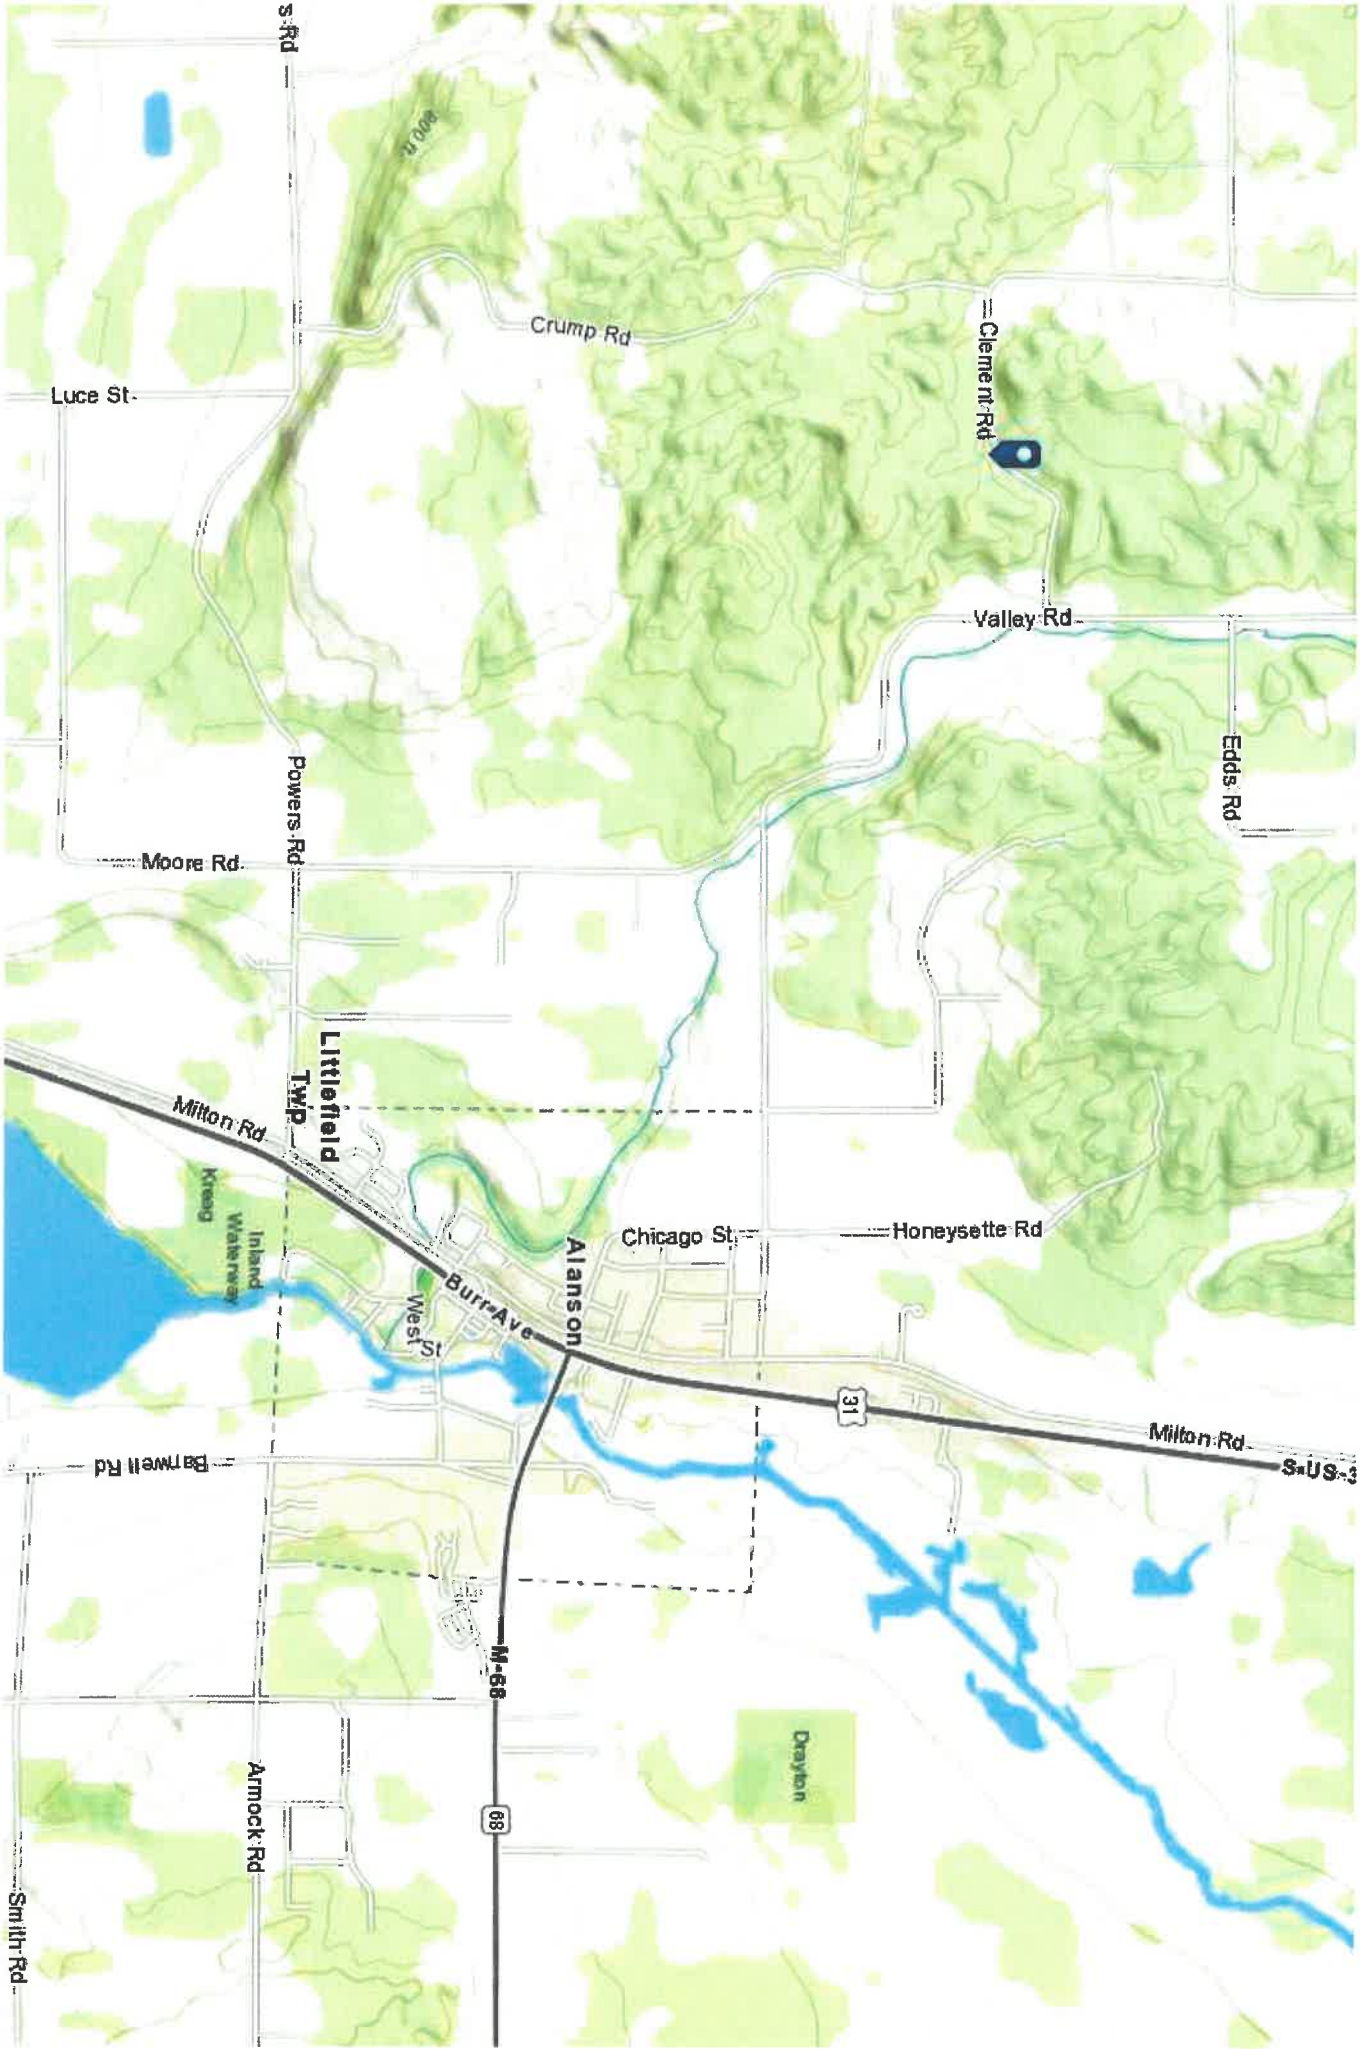 s Rd
800 ft
Crump Rd
Clement Rd
Luce St
Valley Rd
Edds Rd
Powers Rd
Moore Rd
Littlefield
Twp
Milton Rd
Kreag
Inland
Waterway
Chicago St
Honeysette Rd
Alanson
Burr Ave
West St
31
Milton Rd
S US-3
Banwell Rd
M-68
Drayton
68
Armock Rd
Smith Rd